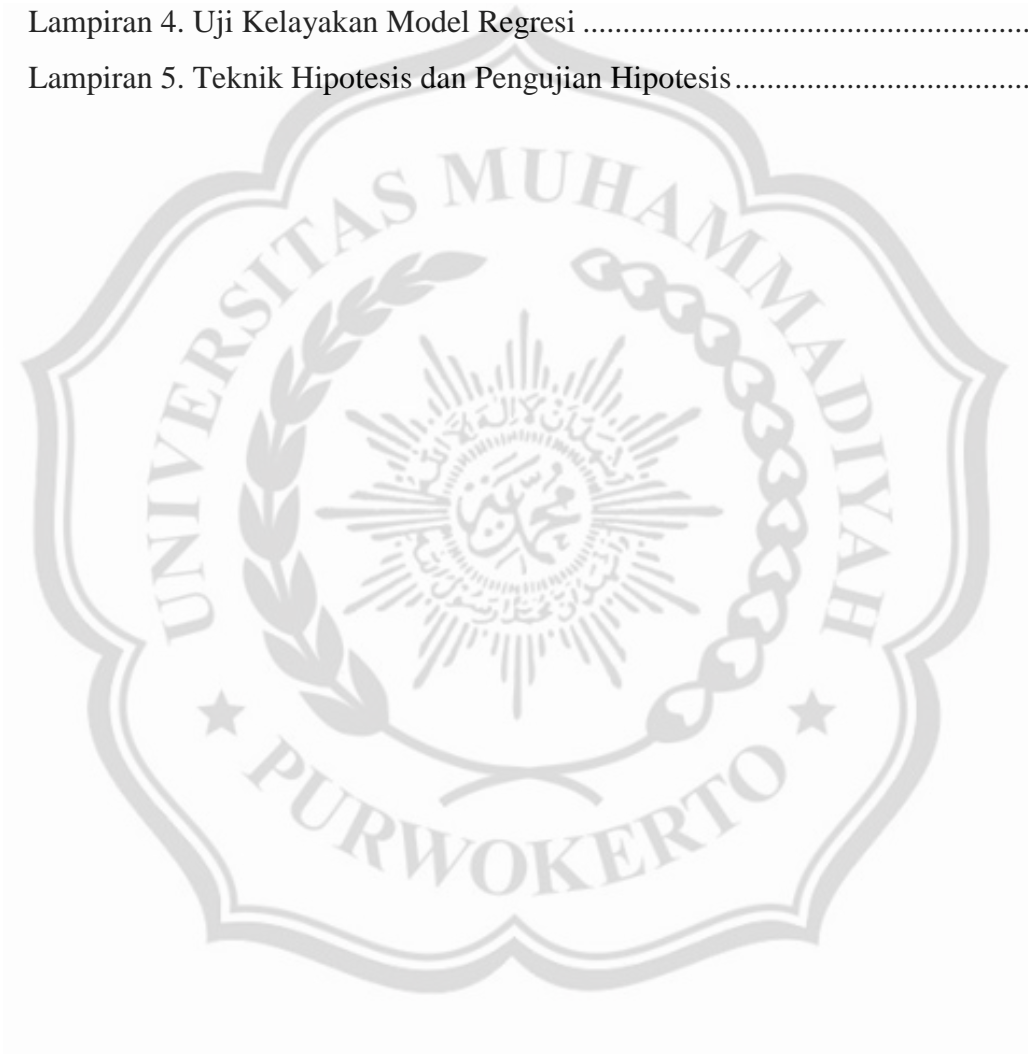 Lampiran 4. Uji Kelayakan Model Regresi .......................................................
Lampiran 5. Teknik Hipotesis dan Pengujian Hipotesis ....................................
UNIVERSITAS MUHAMMADIYAH
PURWOKERTO